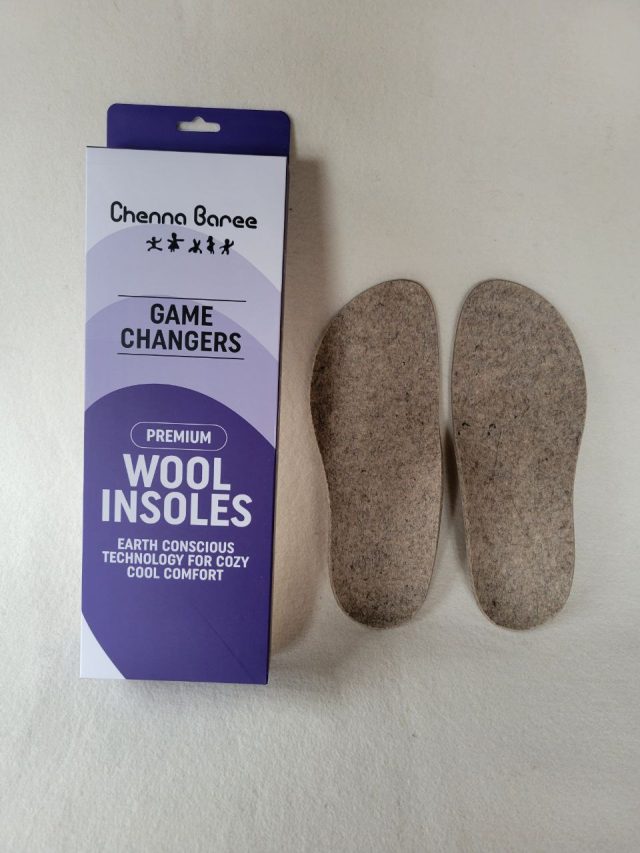 Chenna Baree
GAME
CHANGERS
PREMIUM
WOOL
INSOLES
EARTH CONSCIOUS
TECHNOLOGY FOR COZY
COOL COMFORT